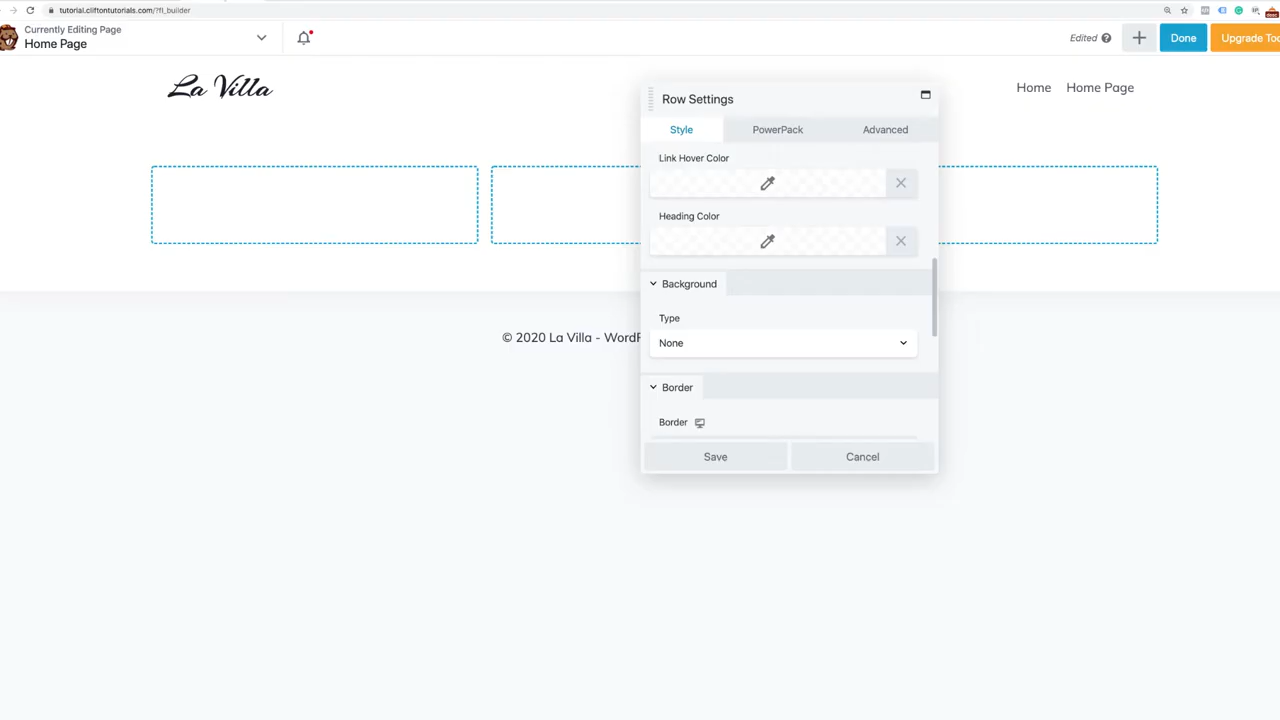 tutorial.cliftontutorials.com/?fl_builder
Currently Editing Page
Home Page
Edited
Done
Upgrade Too
La Villa
Home
Home Page
Row Settings
Style
PowerPack
Advanced
Link Hover Color
Heading Color
Background
Type
None
© 2020 La Villa - WordP
Border
Border
Save
Cancel